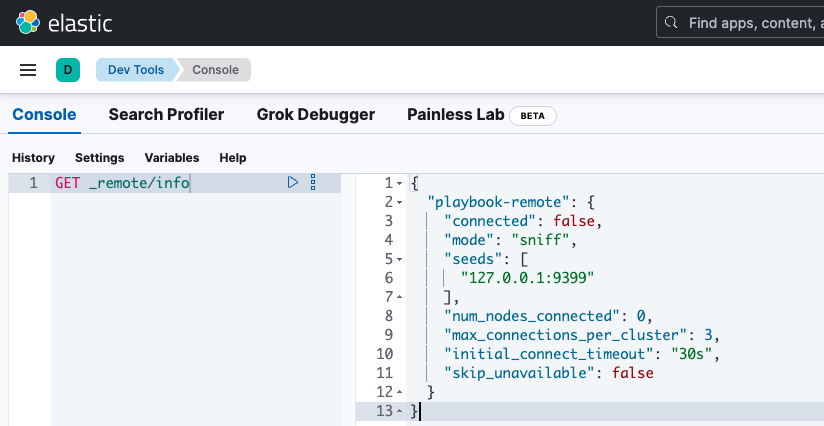 elastic
Find apps, content, a
D Dev Tools Console
Console Search Profiler Grok Debugger Painless Lab BETA
History Settings Variables Help
1 GET _remote/info
1 {
2 "playbook-remote": {
3 "connected": false,
4 "mode": "sniff",
5 "seeds": [
6 "127.0.0.1:9399"
7 ],
8 "num_nodes_connected": 0,
9 "max_connections_per_cluster": 3,
10 "initial_connect_timeout": "30s",
11 "skip_unavailable": false
12 }
13 }